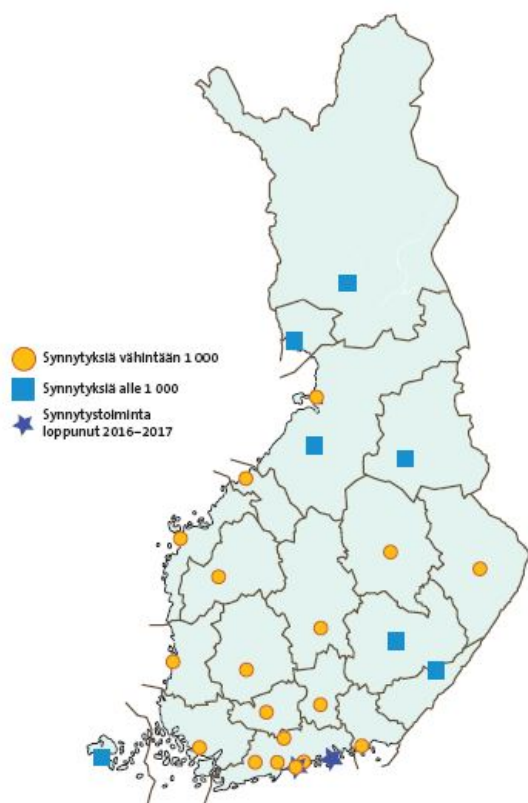 Synnytyksiä vähintään 1 000
Synnytyksiä alle 1 000
Synnytystoiminta
loppunut 2016–2017